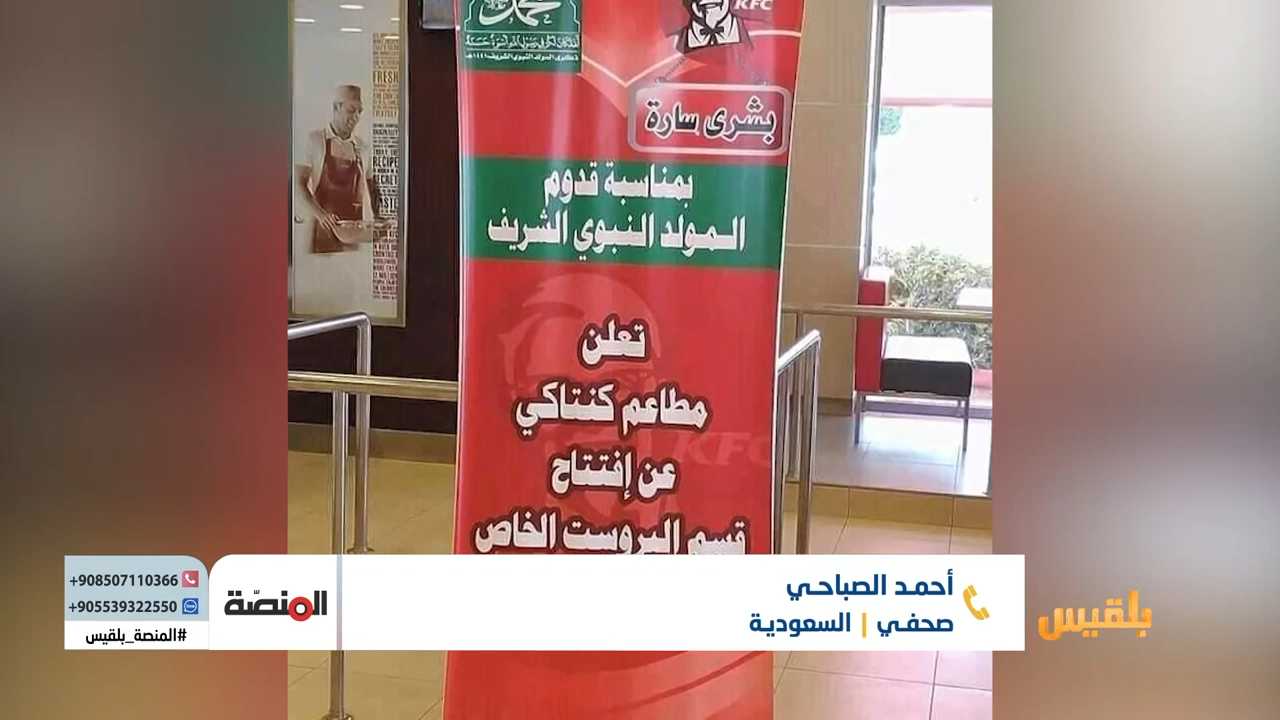 محمد
KFC
بشرى سارة
بمناسبة قدوم
المولد النبوي الشريف
تعلن
مطاعم كنتاكي
عن إفتتاح
قسم البروست الخاص
KFC
FRESH
RECIPE
+908507110366
+905539322550
#المنصة_بلقيس
المنصّة
أحمد الصباحي
صحفي | السعودية
بلقيس